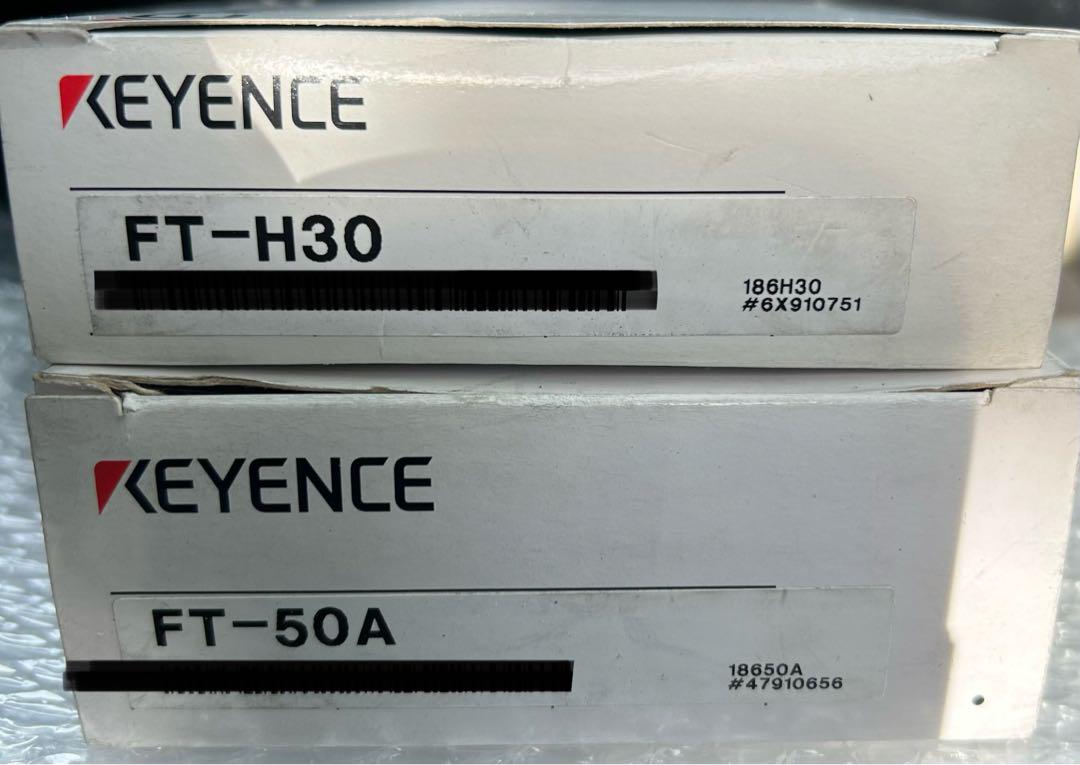 KEYENCE
FT-H30
186H30
#6X910751
KEYENCE
FT-50A
18650A
#47910656